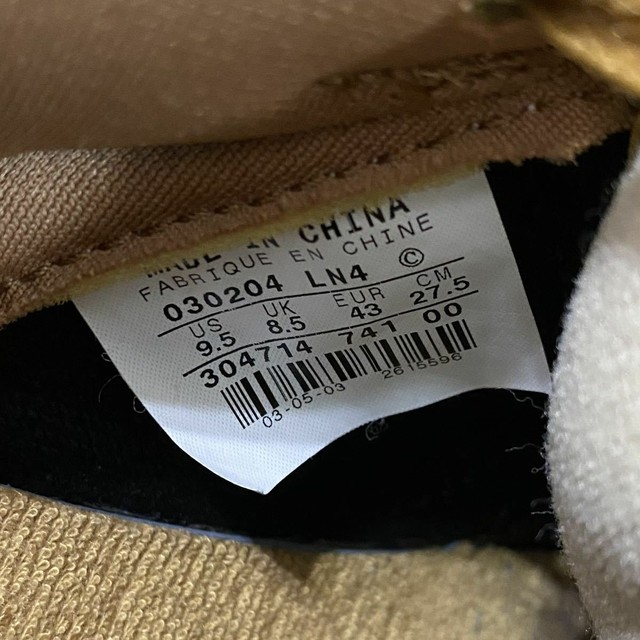 MADE IN CHINA
FABRIQUE EN CHINE
030204 LN4 ©
US UK EUR CM
9.5 8.5 43 27.5
304714 741 00
03-05-03 2615596